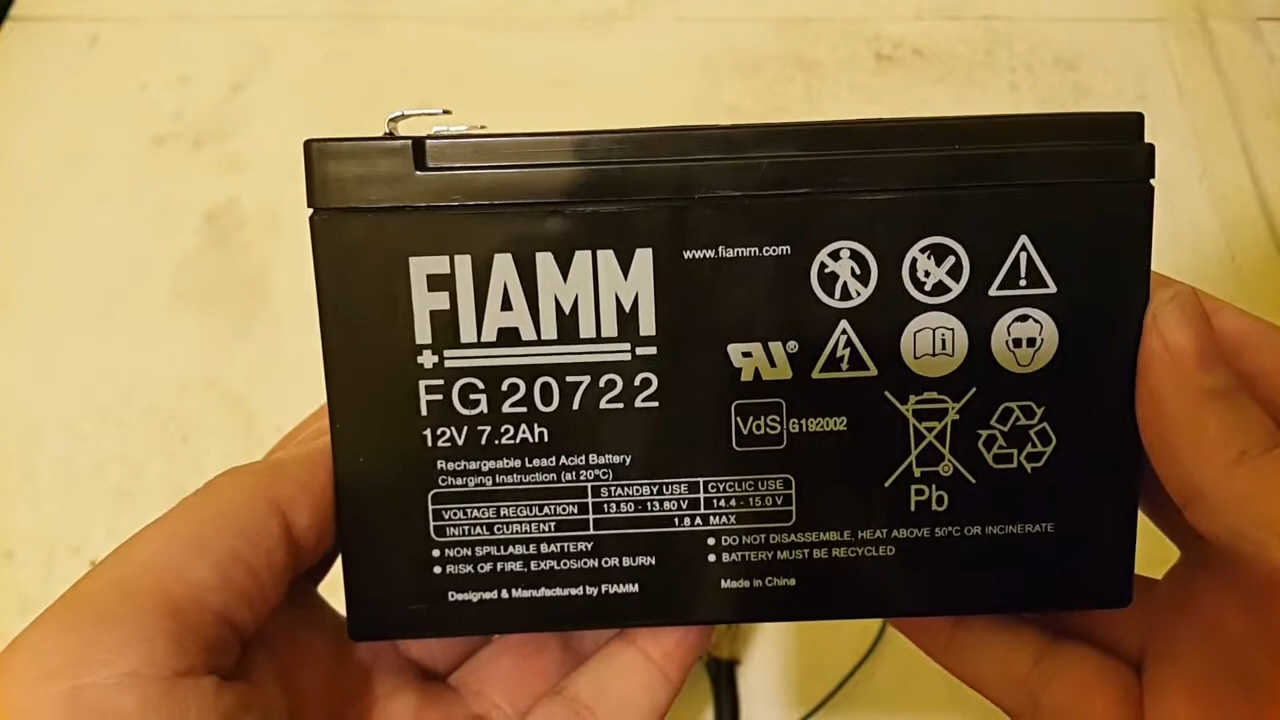 FIAMM
+ −
FG 20722
12V 7.2Ah
Rechargeable Lead Acid Battery
Charging Instruction (at 20°C)
STANDBY USE CYCLIC USE
VOLTAGE REGULATION 13.50 - 13.80 V 14.4 - 15.0 V
INITIAL CURRENT 1.8 A MAX
● NON SPILLABLE BATTERY
● RISK OF FIRE, EXPLOSION OR BURN
Designed & Manufactured by FIAMM
www.fiamm.com
RU®
VdS G192002
Pb
● DO NOT DISASSEMBLE, HEAT ABOVE 50°C OR INCINERATE
● BATTERY MUST BE RECYCLED
Made in China